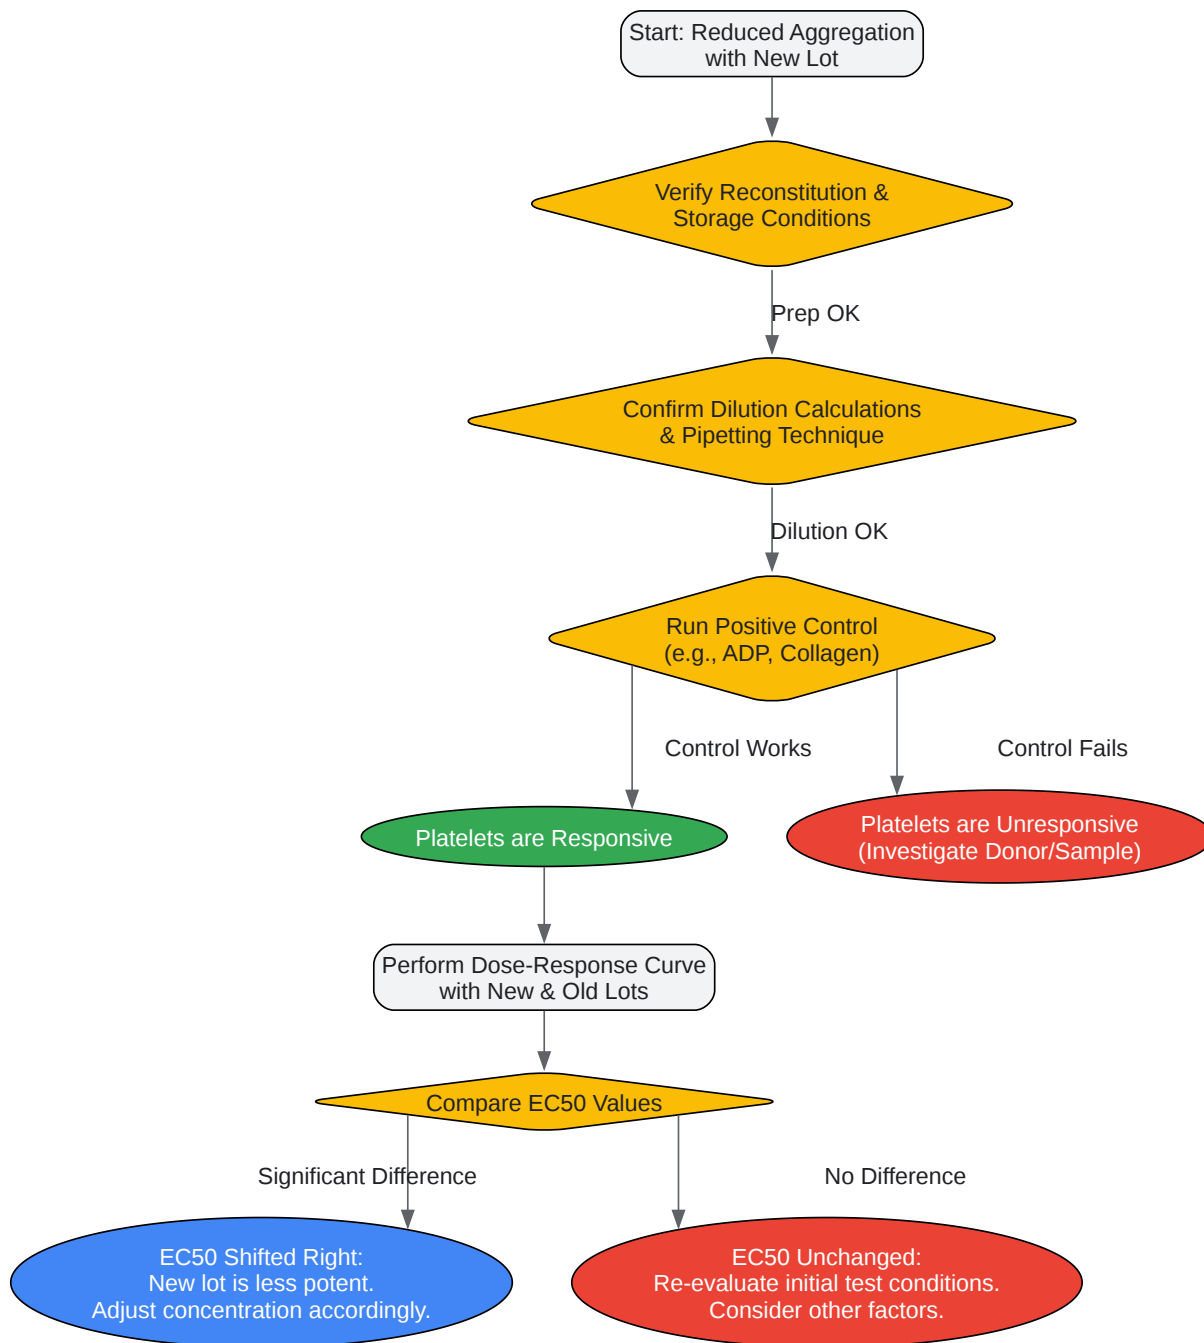 Start: Reduced Aggregation
with New Lot
Verify Reconstitution &
Storage Conditions
Prep OK
Confirm Dilution Calculations
& Pipetting Technique
Dilution OK
Run Positive Control
(e.g., ADP, Collagen)
Control Works
Control Fails
Platelets are Responsive
Platelets are Unresponsive
(Investigate Donor/Sample)
Perform Dose-Response Curve
with New & Old Lots
Compare EC50 Values
Significant Difference
No Difference
EC50 Shifted Right:
New lot is less potent.
Adjust concentration accordingly.
EC50 Unchanged:
Re-evaluate initial test conditions.
Consider other factors.